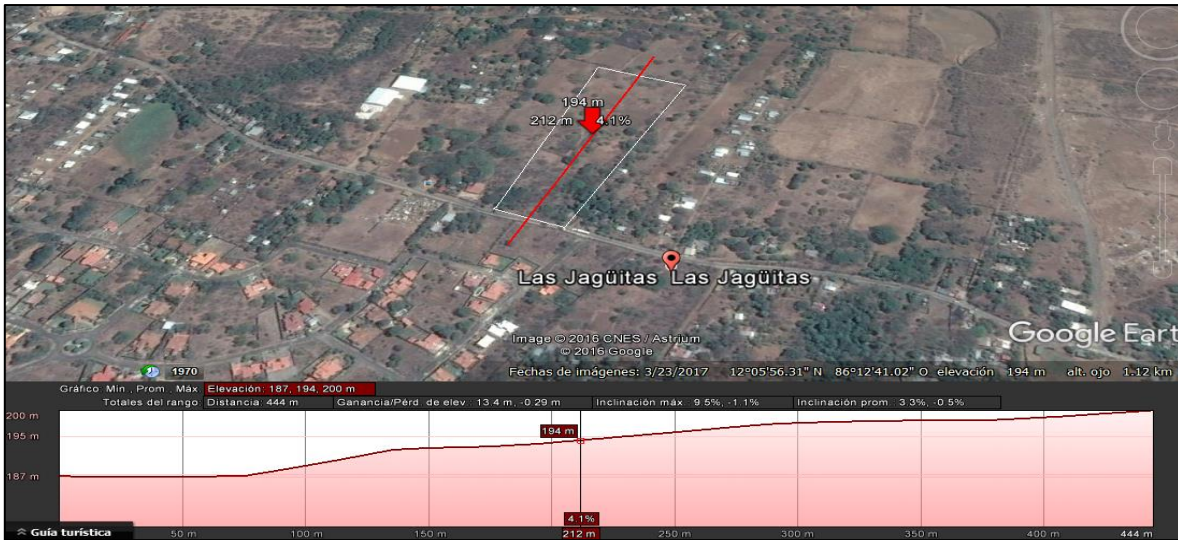 194 m
212 m 4.1%
Las Jagüitas Las Jagüitas
Image © 2016 CNES / Astrium
© 2016 Google
Google Eart
1970
Fechas de imágenes: 3/23/2017 12°05'56.31" N 86°12'41.02" O elevación 194 m alt. ojo 1.12 km
Gráfico: Mín., Prom., Máx. Elevación: 187, 194, 200 m
Totales del rango: Distancia: 444 m Ganancia/Pérd. de elev.: 13.4 m, -0.29 m Inclinación máx.: 9.5%, -1.1% Inclinación prom.: 3.3%, -0.5%
200 m
195 m
187 m
194 m
4.1%
50 m 100 m 150 m 212 m 250 m 300 m 350 m 400 m 444 m
Guía turística